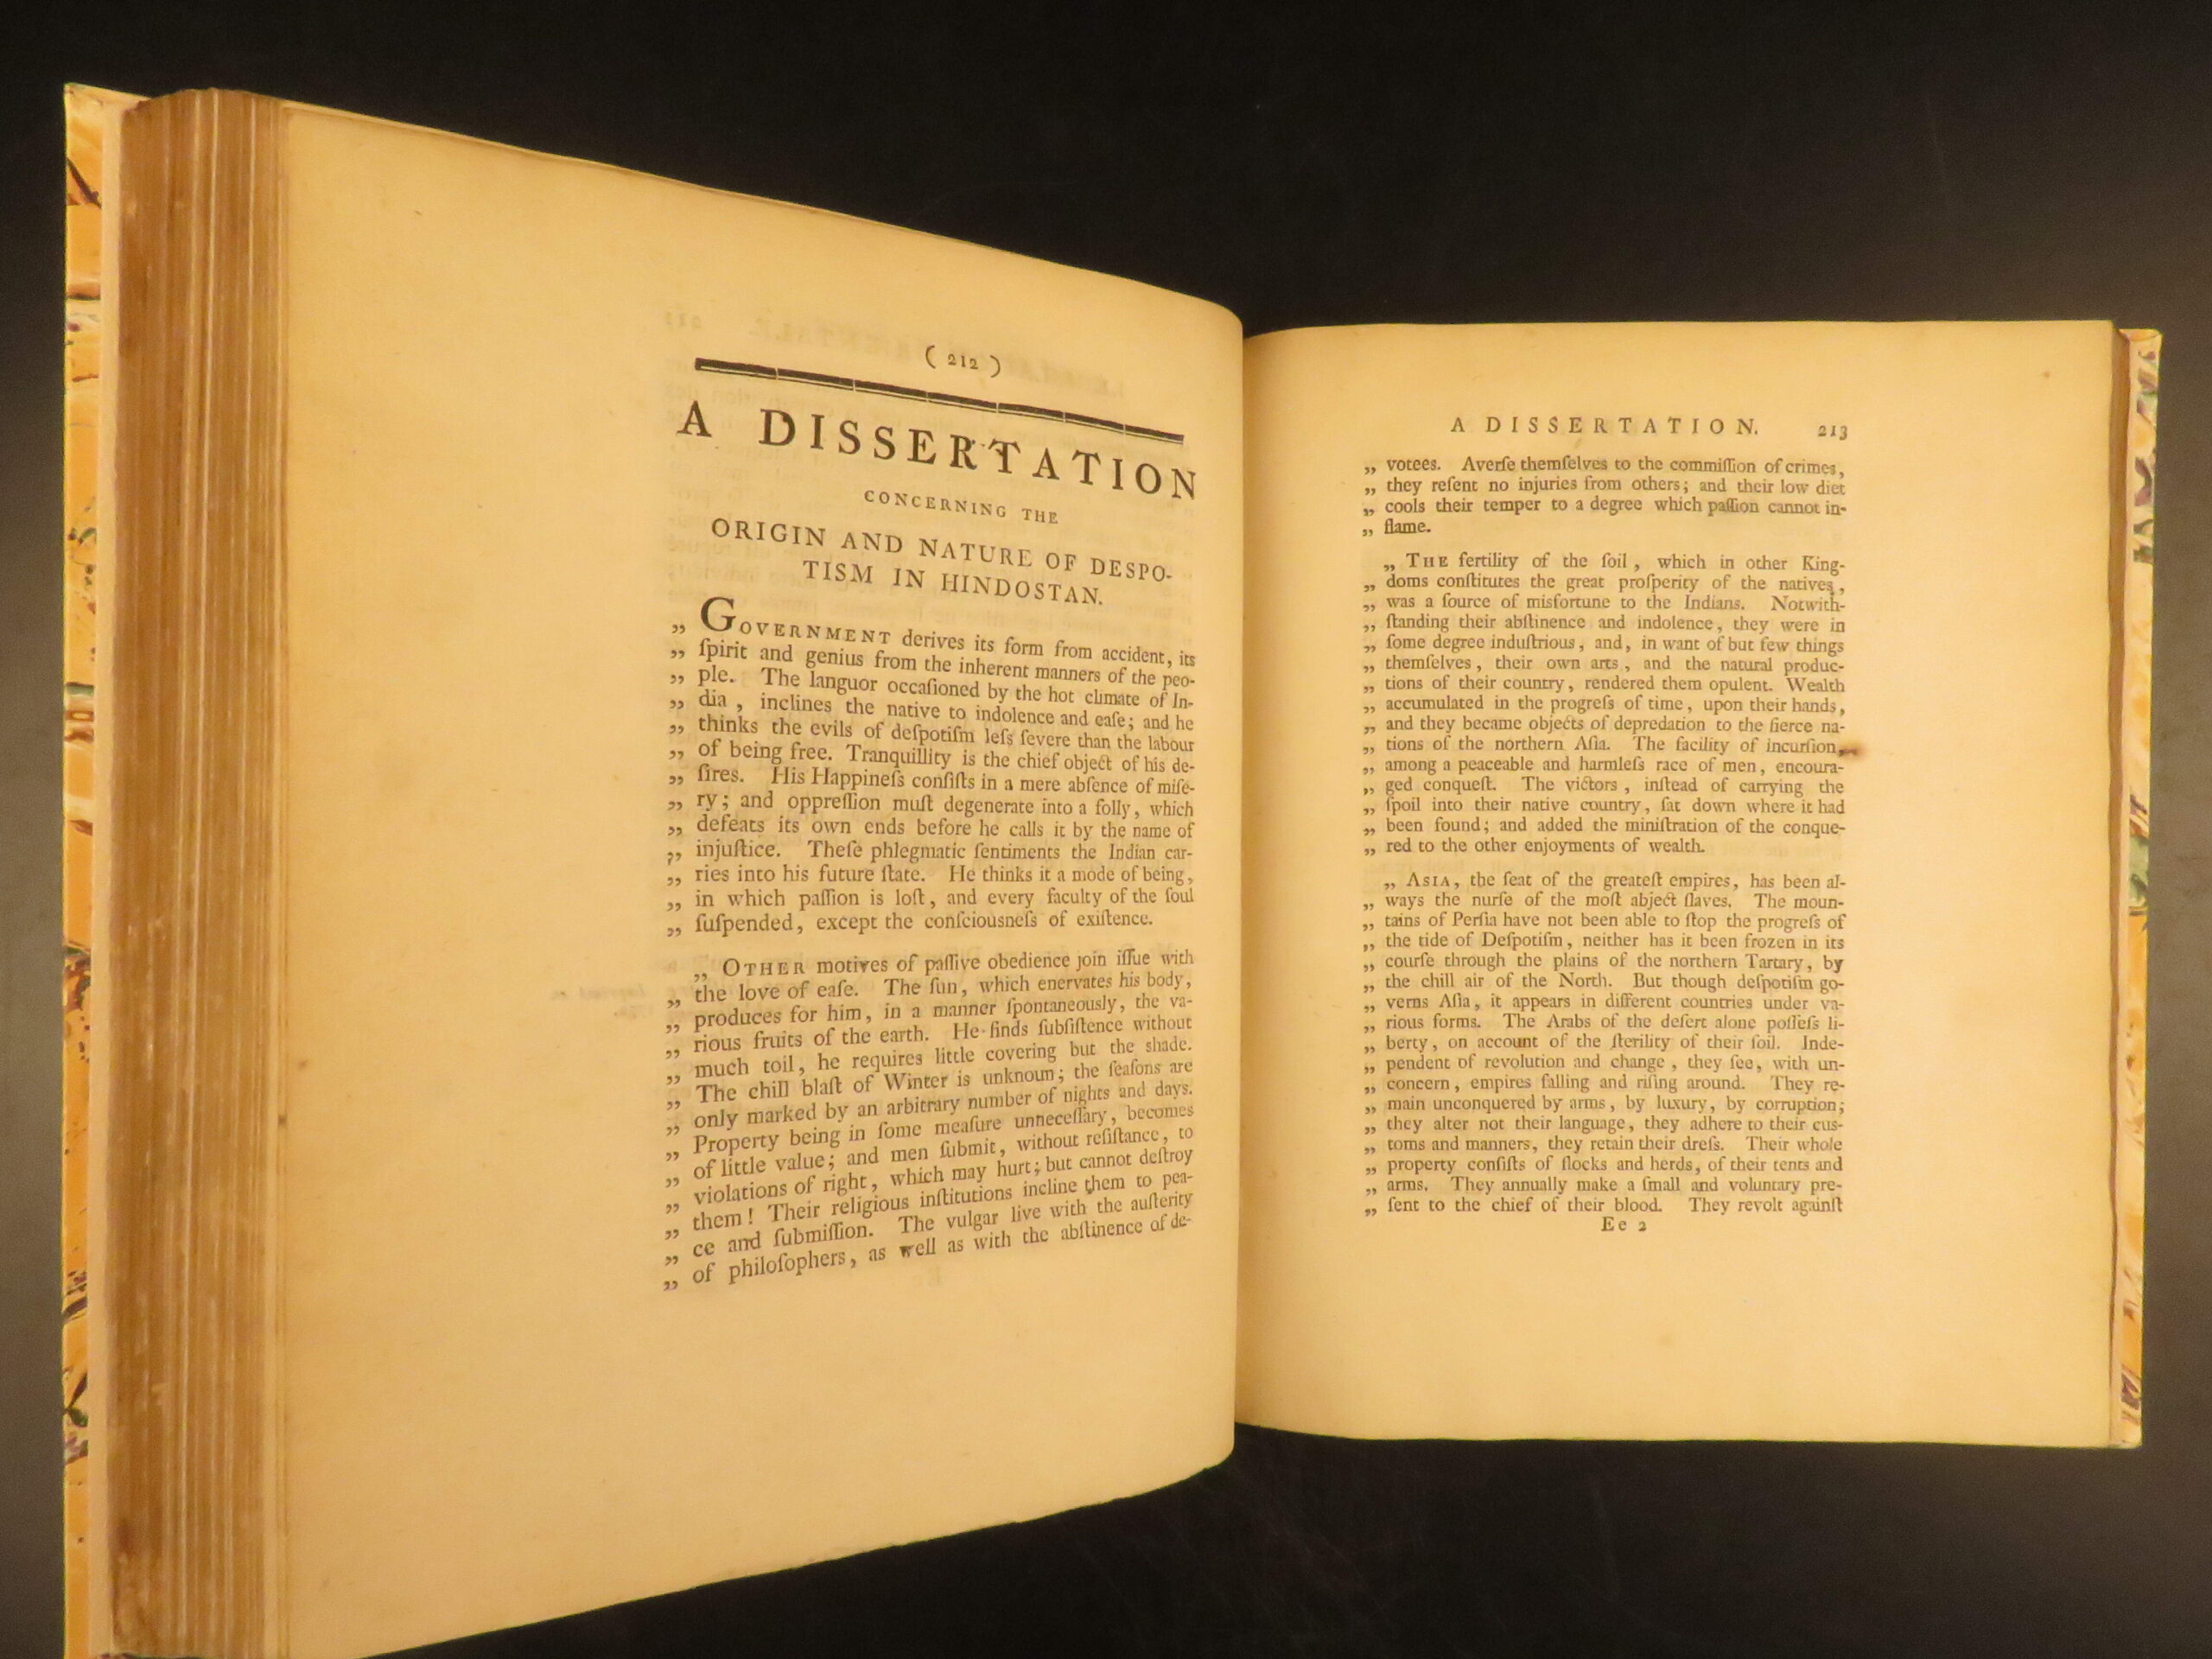 ( 212 )
A DISSERTATION
CONCERNING THE
ORIGIN AND NATURE OF DESPO-
TISM IN HINDOSTAN.
„ GOVERNMENT derives its form from accident, its
„ ſpirit and genius from the inherent manners of the peo-
„ ple. The languor occaſioned by the hot climate of In-
„ dia , inclines the native to indolence and eaſe; and he
„ thinks the evils of deſpotiſm leſs ſevere than the labour
„ of being free. Tranquillity is the chief object of his de-
„ ſires. His Happineſs conſiſts in a mere abſence of miſe-
„ ry; and oppreſſion muſt degenerate into a folly, which
„ defeats its own ends before he calls it by the name of
„ injuſtice. Theſe phlegmatic ſentiments the Indian car-
„ ries into his future ſtate. He thinks it a mode of being,
„ in which paſſion is loſt, and every faculty of the ſoul
„ ſuſpended, except the conſciousneſs of exiſtence.
„ OTHER motives of paſſive obedience join iſſue with
„ the love of eaſe. The ſun, which enervates his body,
„ produces for him, in a manner ſpontaneously, the va-
„ rious fruits of the earth. He finds ſubſiſtence without
„ much toil, he requires little covering but the shade.
„ The chill blaſt of Winter is unknoun; the ſeaſons are
„ only marked by an arbitrary number of nights and days.
„ Property being in ſome meaſure unneceſſary, becomes
„ of little value; and men ſubmit, without reſiſtance, to
„ violations of right, which may hurt; but cannot deſtroy
„ them! Their religious inſtitutions incline them to pea-
„ ce and ſubmiſſion. The vulgar live with the auſterity
„ of philoſophers, as well as with the abſtinence of de-
A DISSERTATION. 213
„ votees. Averſe themſelves to the commiſſion of crimes,
„ they reſent no injuries from others; and their low diet
„ cools their temper to a degree which paſſion cannot in-
„ flame.
„ THE fertility of the ſoil , which in other King-
„ doms conſtitutes the great proſperity of the natives,
„ was a ſource of misfortune to the Indians. Notwith-
„ ſtanding their abſtinence and indolence, they were in
„ ſome degree induſtrious, and, in want of but few things
„ themſelves, their own arts, and the natural produc-
„ tions of their country, rendered them opulent. Wealth
„ accumulated in the progreſs of time, upon their hands,
„ and they became objects of depredation to the fierce na-
„ tions of the northern Aſia. The facility of incurſion,
„ among a peaceable and harmleſs race of men, encoura-
„ ged conqueſt. The victors , inſtead of carrying the
„ ſpoil into their native country, ſat down where it had
„ been found; and added the miniſtration of the conque-
„ red to the other enjoyments of wealth.
„ ASIA, the ſeat of the greateſt empires, has been al-
„ ways the nurſe of the moſt abject ſlaves. The moun-
„ tains of Perſia have not been able to ſtop the progreſs of
„ the tide of Deſpotiſm, neither has it been frozen in its
„ courſe through the plains of the northern Tartary, by
„ the chill air of the North. But though deſpotiſm go-
„ verns Aſia, it appears in different countries under va-
„ rious forms. The Arabs of the deſert alone poſſeſs li-
„ berty, on account of the ſterility of their ſoil. Inde-
„ pendent of revolution and change, they ſee, with un-
„ concern, empires falling and riſing around. They re-
„ main unconquered by arms, by luxury, by corruption;
„ they alter not their language, they adhere to their cus-
„ toms and manners, they retain their dreſs. Their whole
„ property conſiſts of flocks and herds, of their tents and
„ arms. They annually make a ſmall and voluntary pre-
„ ſent to the chief of their blood. They revolt againſt
Ee 2